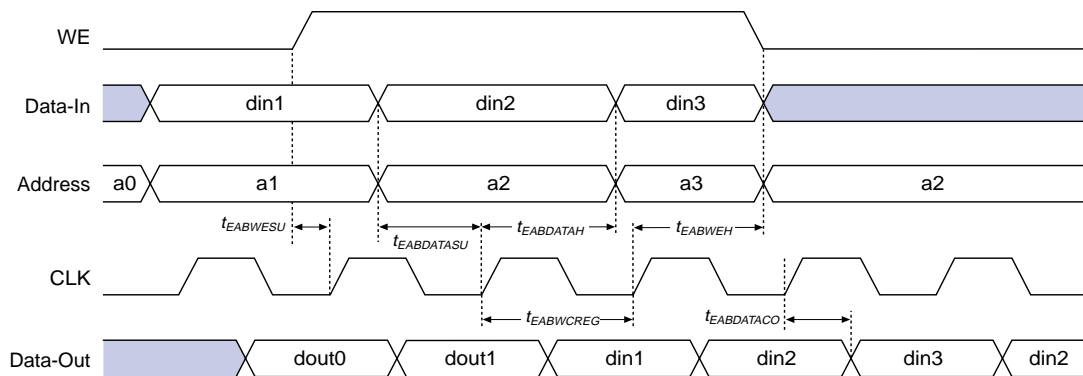 WE
Data-In din1 din2 din3
Address a0 a1 a2 a3 a2
tEABWESU tEABDATASU tEABDATAH tEABWEH
CLK
tEABWCREG tEABDATACO
Data-Out dout0 dout1 din1 din2 din3 din2